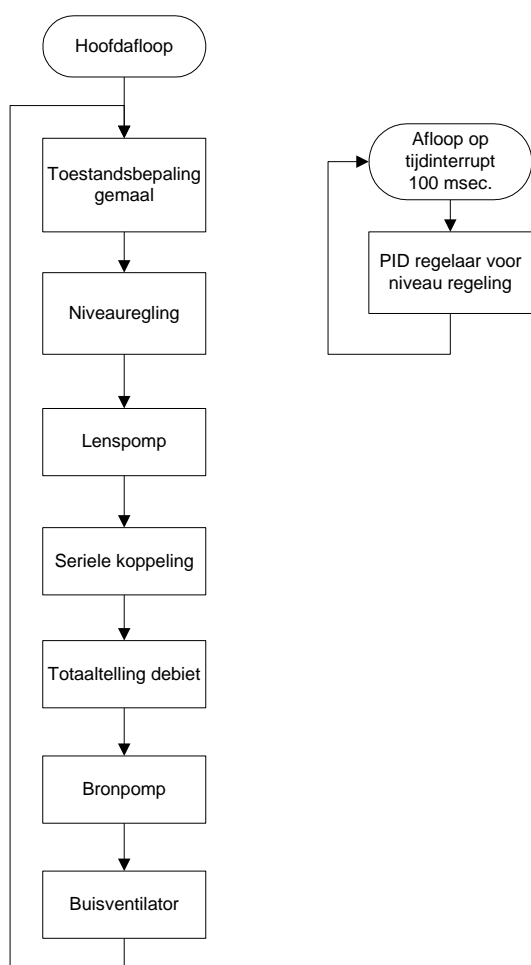 Hoofdafloop
Toestandsbepaling
gemaal
Niveauregling
Lenspomp
Seriele koppeling
Totaaltelling debiet
Bronpomp
Buisventilator
Afloop op
tijdinterrupt
100 msec.
PID regelaar voor
niveau regeling